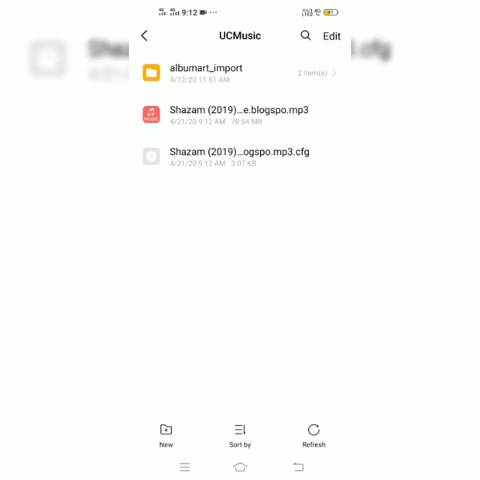 9:12
UCMusic
Edit
albumart_import
4/12/20 11:51 AM
2 item(s)
Shazam (2019)...e.blogspo.mp3
4/21/20 9:12 AM 78.64 MB
Shazam (2019)...ogspo.mp3.cfg
4/21/20 9:12 AM 3.07 KB
New
Sort by
Refresh